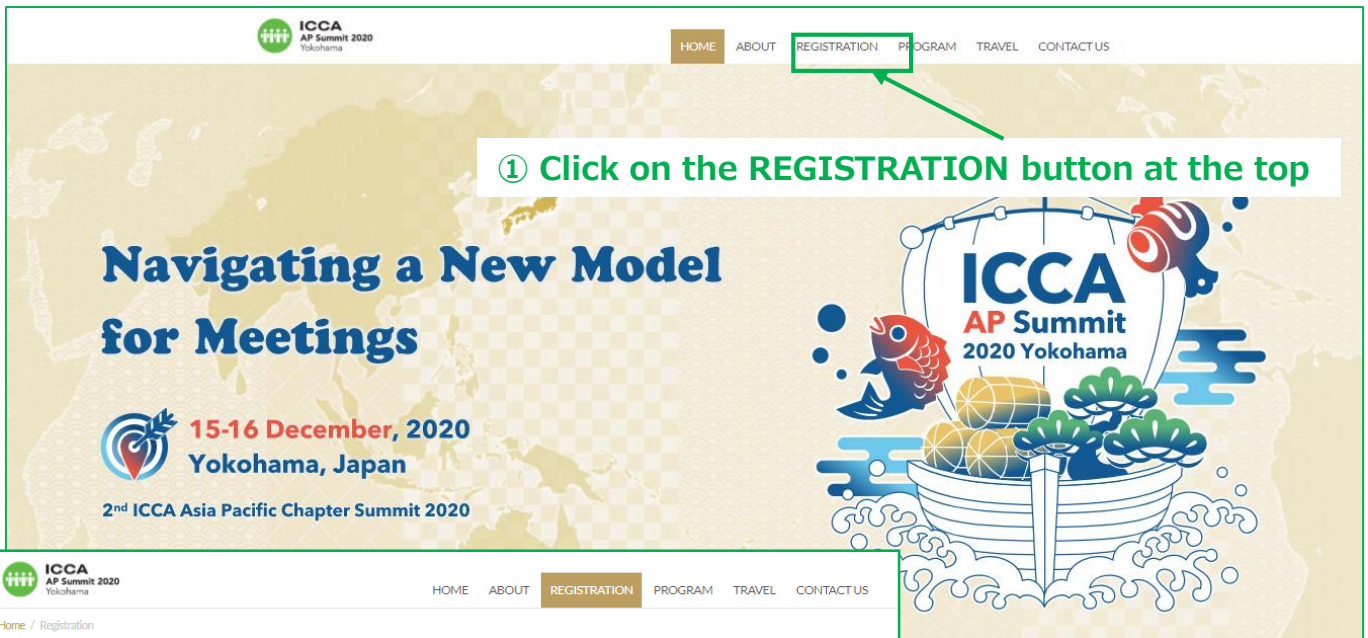 ICCA
AP Summit 2020
Yokohama
HOME ABOUT REGISTRATION PROGRAM TRAVEL CONTACT US
① Click on the REGISTRATION button at the top
Navigating a New Model
for Meetings
15-16 December, 2020
Yokohama, Japan
2nd ICCA Asia Pacific Chapter Summit 2020
ICCA
AP Summit
2020 Yokohama
ICCA
AP Summit 2020
Yokohama
HOME ABOUT REGISTRATION PROGRAM TRAVEL CONTACT US
Home / Registration